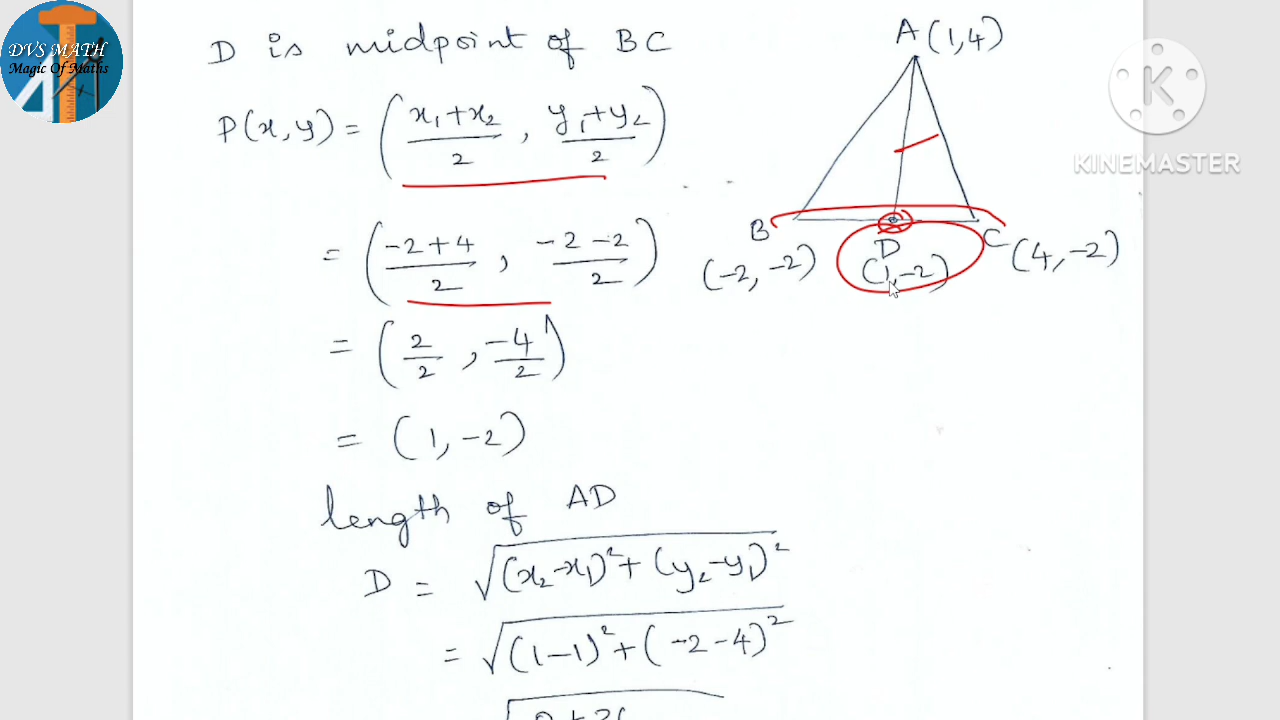 DVS MATH
Magic Of Maths
D is midpoint of BC
P(x,y) = (x₁+x₂/2 , y₁+y₂/2)
= (-2+4/2 , -2-2/2)
= (2/2 , -4/2)
= (1,-2)
length of AD
D = √(x₂-x₁)²+(y₂-y₁)²
= √(1-1)²+(-2-4)²
A(1,4)
K
KINEMASTER
B
D
C
(-2,-2)
(1,-2)
(4,-2)